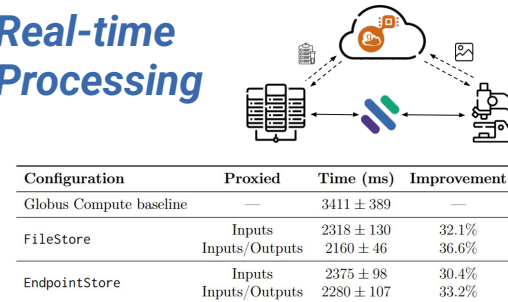 Real-time
Processing
Configuration Proxied Time (ms) Improvement
Globus Compute baseline — 3411 ± 389 —
FileStore Inputs 2318 ± 130 32.1%
Inputs/Outputs 2160 ± 46 36.6%
EndpointStore Inputs 2375 ± 98 30.4%
Inputs/Outputs 2280 ± 107 33.2%